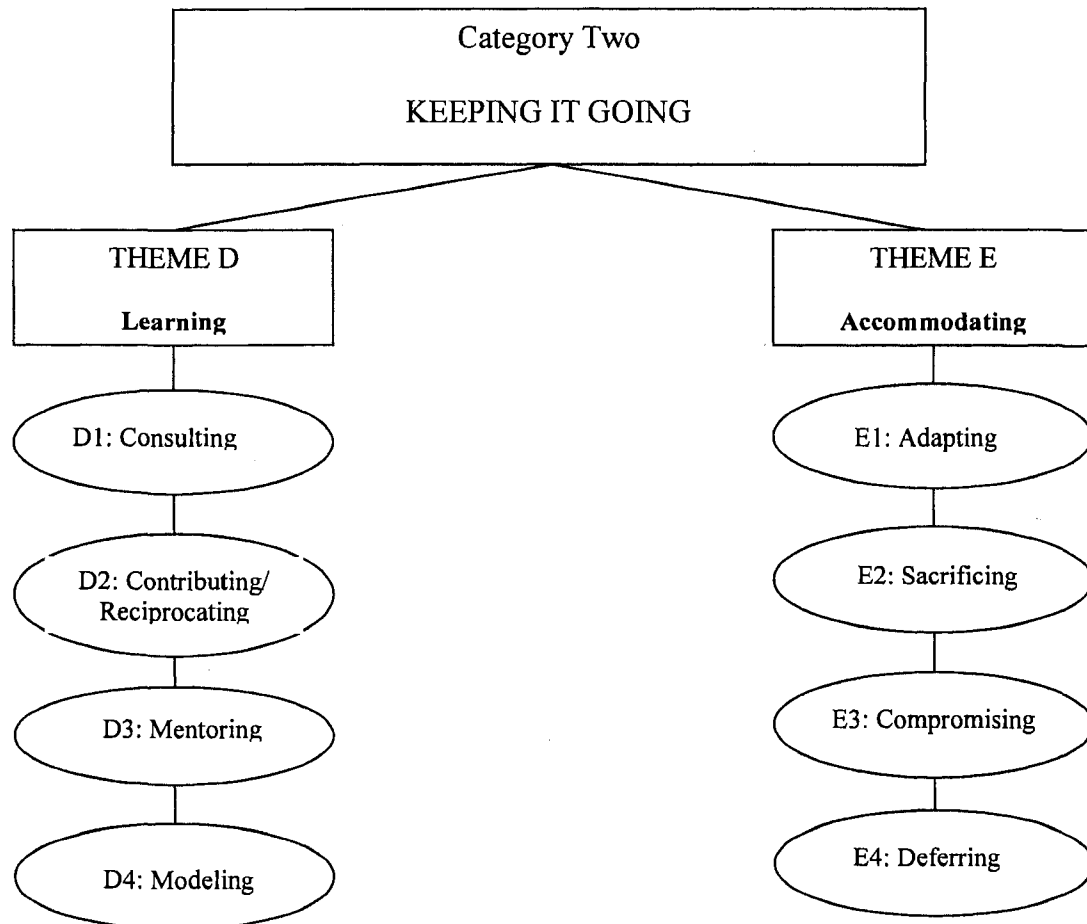 Category Two
KEEPING IT GOING
THEME D
Learning
D1: Consulting
D2: Contributing/
Reciprocating
D3: Mentoring
D4: Modeling
THEME E
Accommodating
E1: Adapting
E2: Sacrificing
E3: Compromising
E4: Deferring